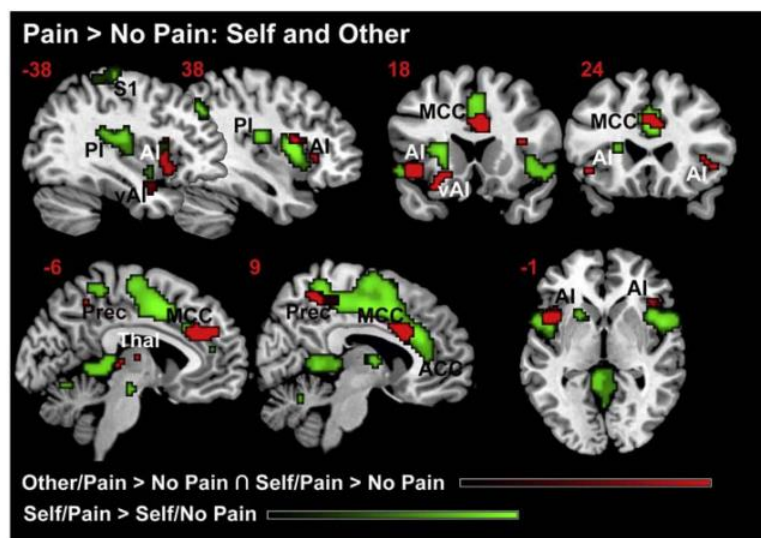 Pain > No Pain: Self and Other
-38
38
18
24
S1
MCC
MCC
PI
PI
AI
AI
AI
AI
AI
vAI
vAI
-6
9
-1
Prec
MCC
Prec
MCC
AI
AI
Thal
ACC
Other/Pain > No Pain ∩ Self/Pain > No Pain
Self/Pain > Self/No Pain